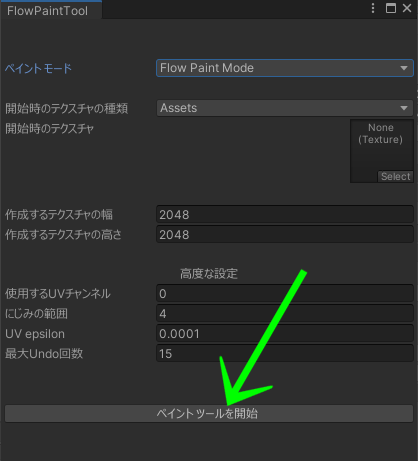 FlowPaintTool
ペイントモード Flow Paint Mode
開始時のテクスチャの種類 Assets
開始時のテクスチャ None
(Texture)
Select
作成するテクスチャの幅 2048
作成するテクスチャの高さ 2048
高度な設定
使用するUVチャンネル 0
にじみの範囲 4
UV epsilon 0.0001
最大Undo回数 15
ペイントツールを開始